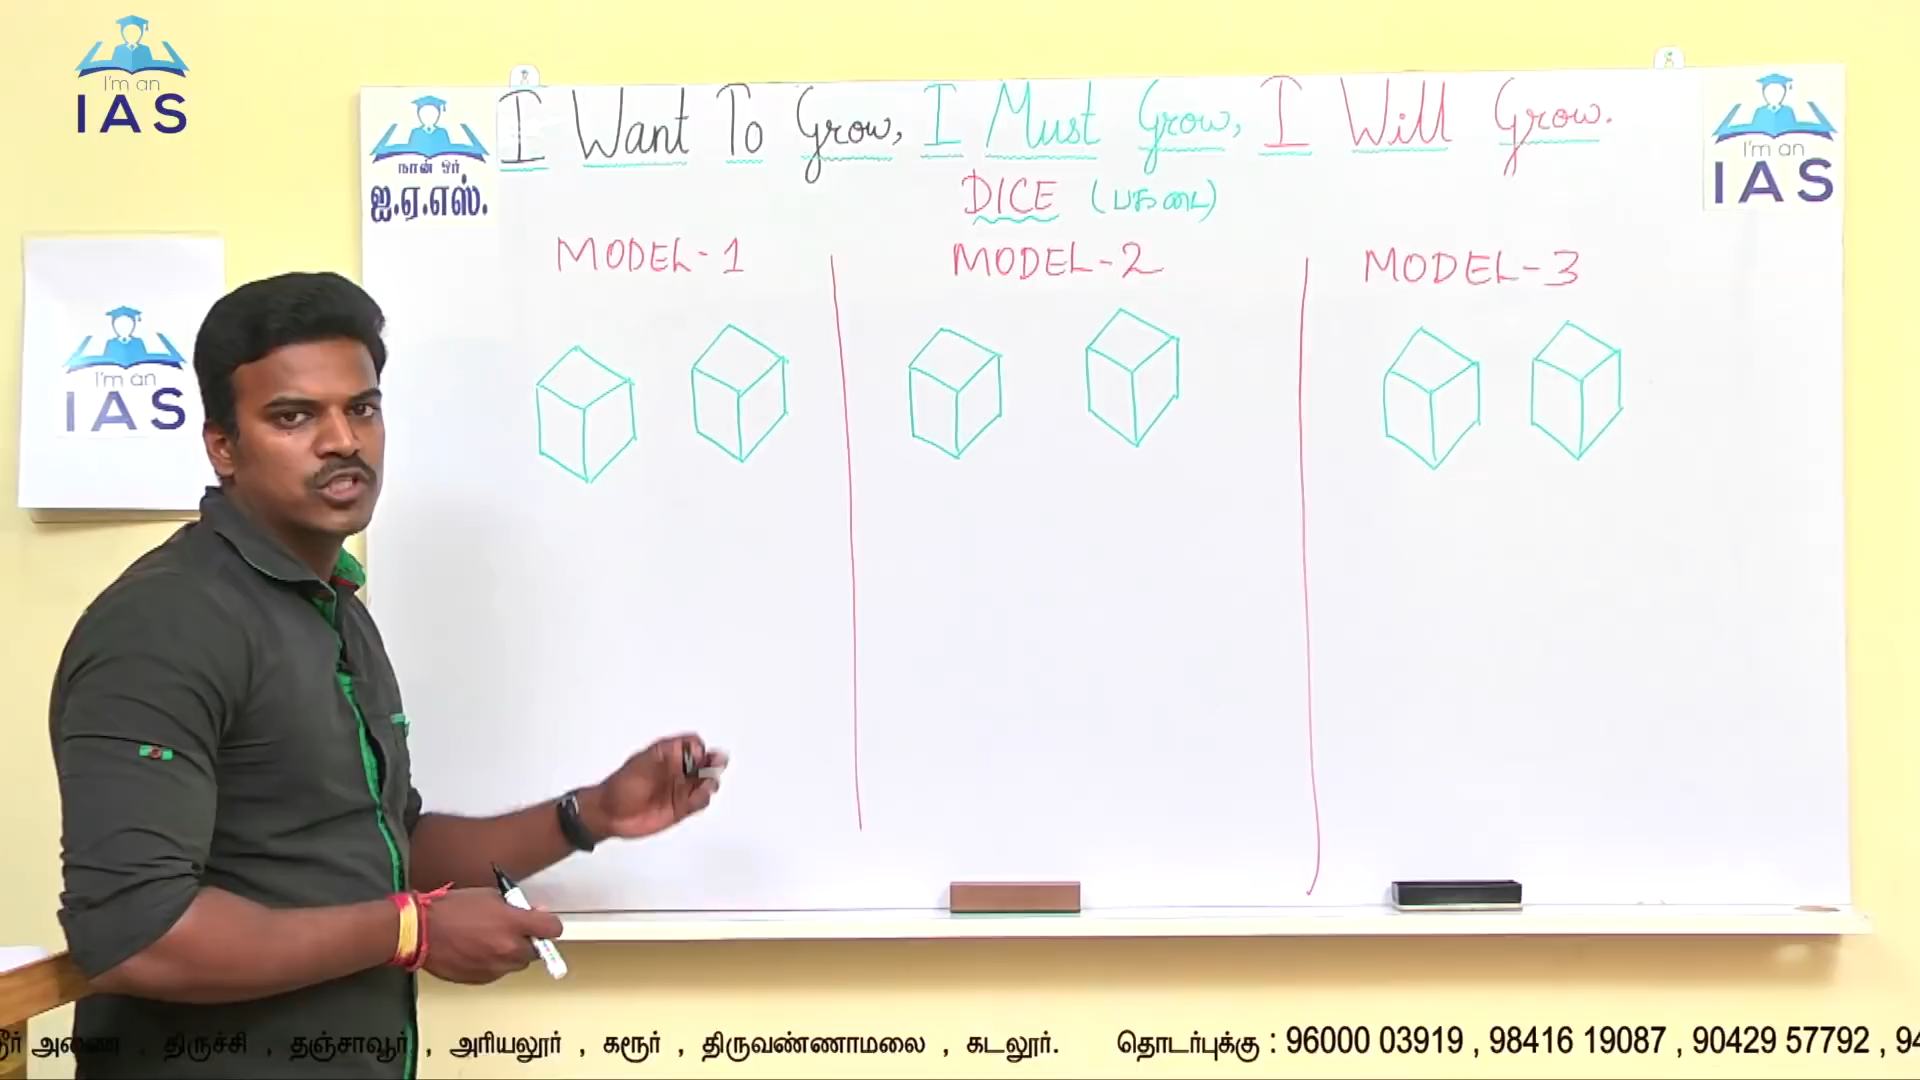 I'm an
IAS
I'm an
IAS
நான் ஓர்
ஐ.ஏ.எஸ்.
I Want To Grow, I Must Grow, I Will Grow.
I'm an
IAS
DICE (பகடை)
MODEL-1
MODEL-2
MODEL-3
அணை , திருச்சி , தஞ்சாவூர் , அரியலூர் , கரூர் , திருவண்ணாமலை , கடலூர். தொடர்புக்கு : 96000 03919 , 98416 19087 , 90429 57792 ,